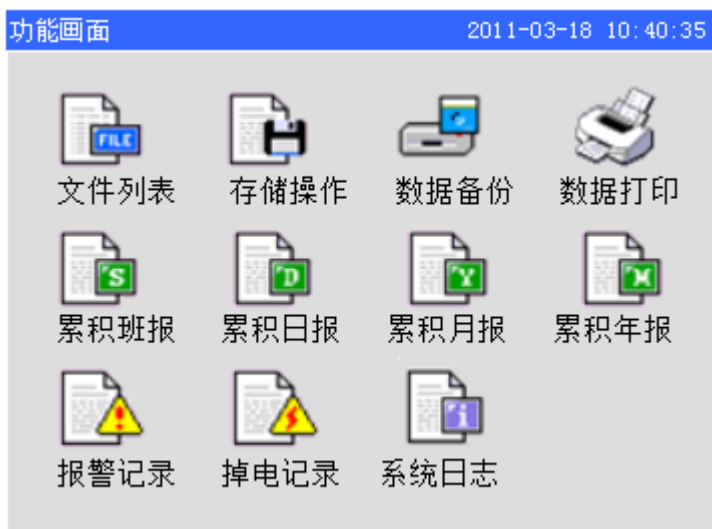 功能画面 2011-03-18 10:40:35
FILE
文件列表 存储操作 数据备份 数据打印
S D Y M
累积班报 累积日报 累积月报 累积年报
! i
报警记录 掉电记录 系统日志